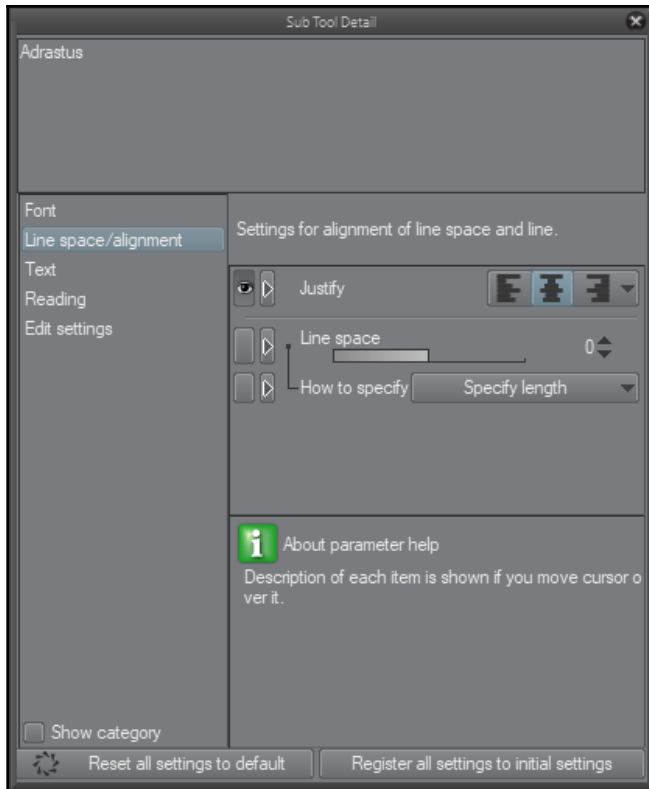 Sub Tool Detail
Adrastus
Font
Line space/alignment
Text
Reading
Edit settings
Show category
Settings for alignment of line space and line.
Justify
Line space
0
How to specify
Specify length
About parameter help
Description of each item is shown if you move cursor o
ver it.
Reset all settings to default
Register all settings to initial settings